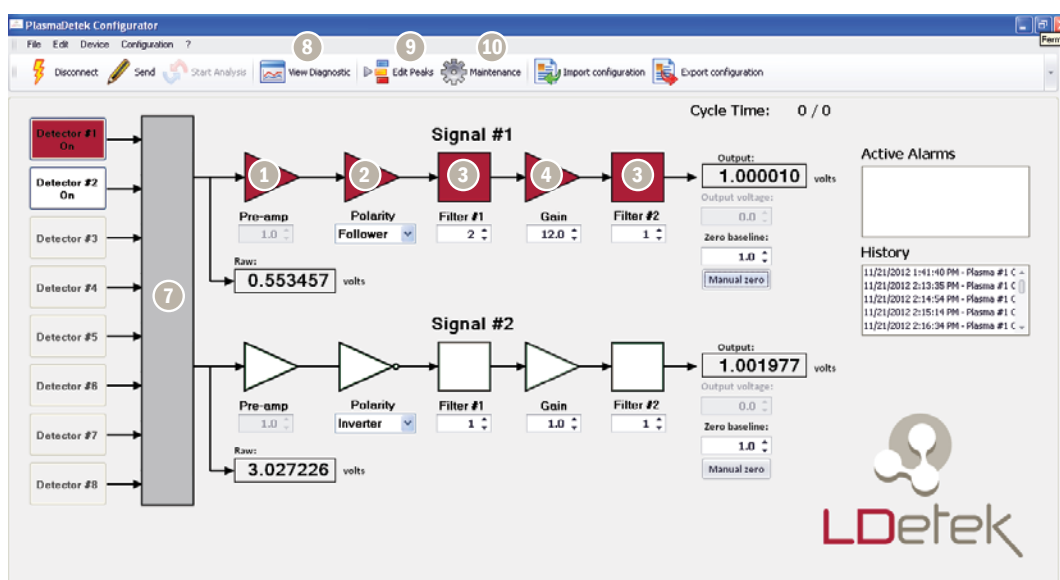 PlasmaDetek Configurator
Ferm
File Edit Device Configuration ?
8 9 10
Disconnect Send Start Analysis View Diagnostic Edit Peaks Maintenance Import configuration Export configuration
Cycle Time: 0 / 0
Detector #1
On
Detector #2
On
Detector #3
Detector #4
Detector #5
Detector #6
Detector #7
Detector #8
7
Signal #1
1 2 3 4 3
Pre-amp Polarity Filter #1 Gain Filter #2
1.0 Follower 2 12.0 1
Raw:
0.553457 volts
Output:
1.000010 volts
Output voltage:
0.0
Zero baseline:
1.0
Manual zero
Signal #2
Pre-amp Polarity Filter #1 Gain Filter #2
1.0 Inverter 1 1.0 1
Raw:
3.027226 volts
Output:
1.001977 volts
Output voltage:
0.0
Zero baseline:
1.0
Manual zero
Active Alarms
History
11/21/2012 1:41:40 PM - Plasma #1 C
11/21/2012 2:13:35 PM - Plasma #1 C
11/21/2012 2:14:54 PM - Plasma #1 C
11/21/2012 2:15:14 PM - Plasma #1 C
11/21/2012 2:16:34 PM - Plasma #1 C
LDetek